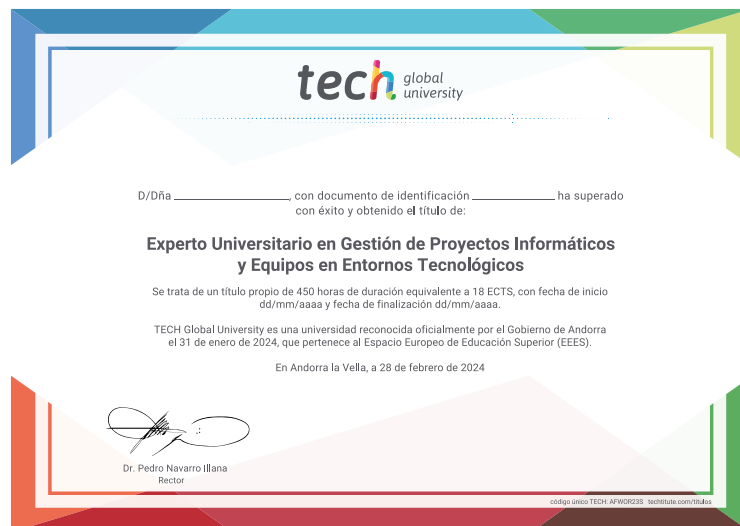 tech global university
D/Dña ____________, con documento de identificación ____________ ha superado
con éxito y obtenido el título de:
Experto Universitario en Gestión de Proyectos Informáticos
y Equipos en Entornos Tecnológicos
Se trata de un título propio de 450 horas de duración equivalente a 18 ECTS, con fecha de inicio
dd/mm/aaaa y fecha de finalización dd/mm/aaaa.
TECH Global University es una universidad reconocida oficialmente por el Gobierno de Andorra
el 31 de enero de 2024, que pertenece al Espacio Europeo de Educación Superior (EEES).
En Andorra la Vella, a 28 de febrero de 2024
Dr. Pedro Navarro Illana
Rector
código único TECH: AFWOR23S techtitute.com/titulos